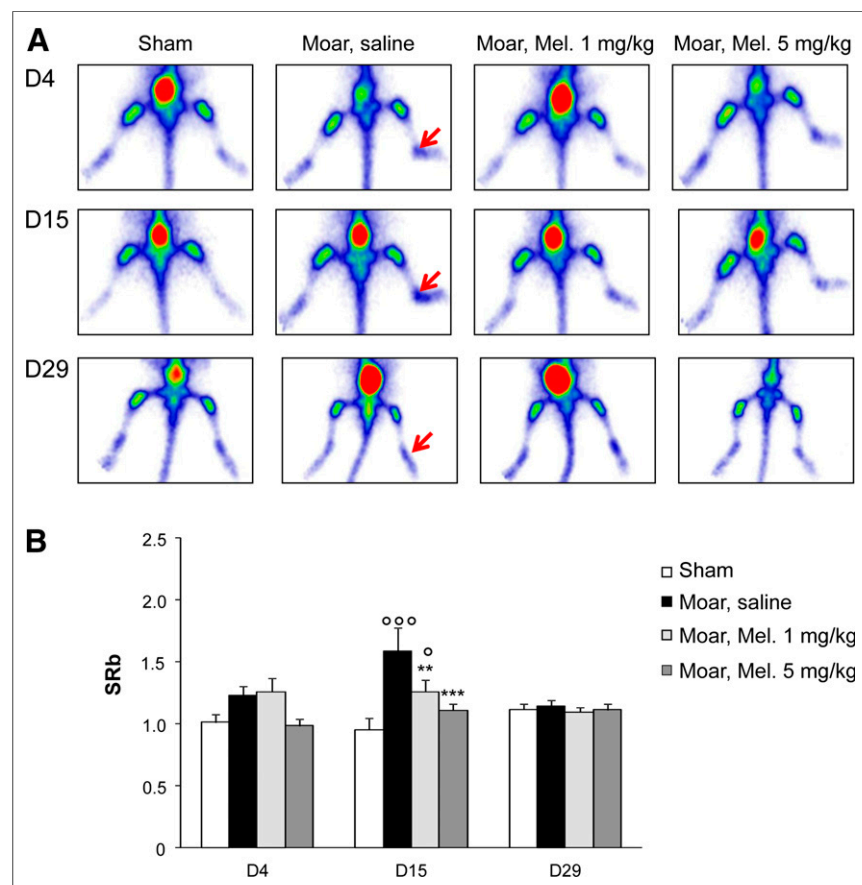 A
Sham
Moar, saline
Moar, Mel. 1 mg/kg
Moar, Mel. 5 mg/kg
D4
D15
D29
B
2.5
2.0
1.5
1.0
0.5
0
SRb
°°°
°
**
***
D4
D15
D29
Sham
Moar, saline
Moar, Mel. 1 mg/kg
Moar, Mel. 5 mg/kg